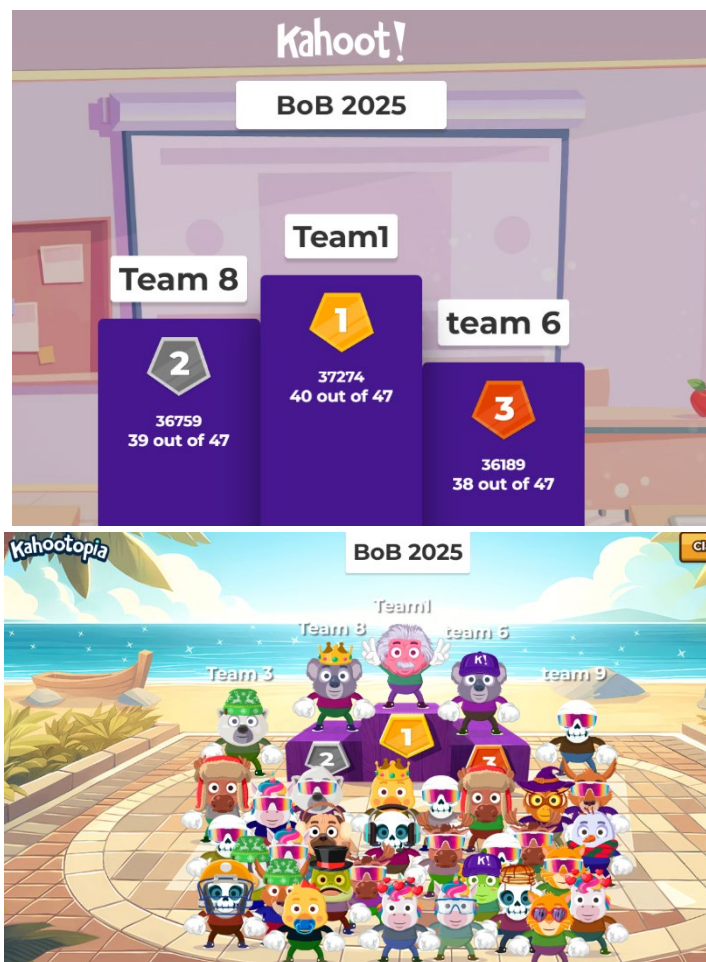 Kahoot!
BoB 2025
Team1
Team 8
team 6
1
2
37274
40 out of 47
3
36759
39 out of 47
36189
38 out of 47
Kahootopia
BoB 2025
Team1
Team 8
team 6
Team 3
team 9
K!
1
2
3
K!